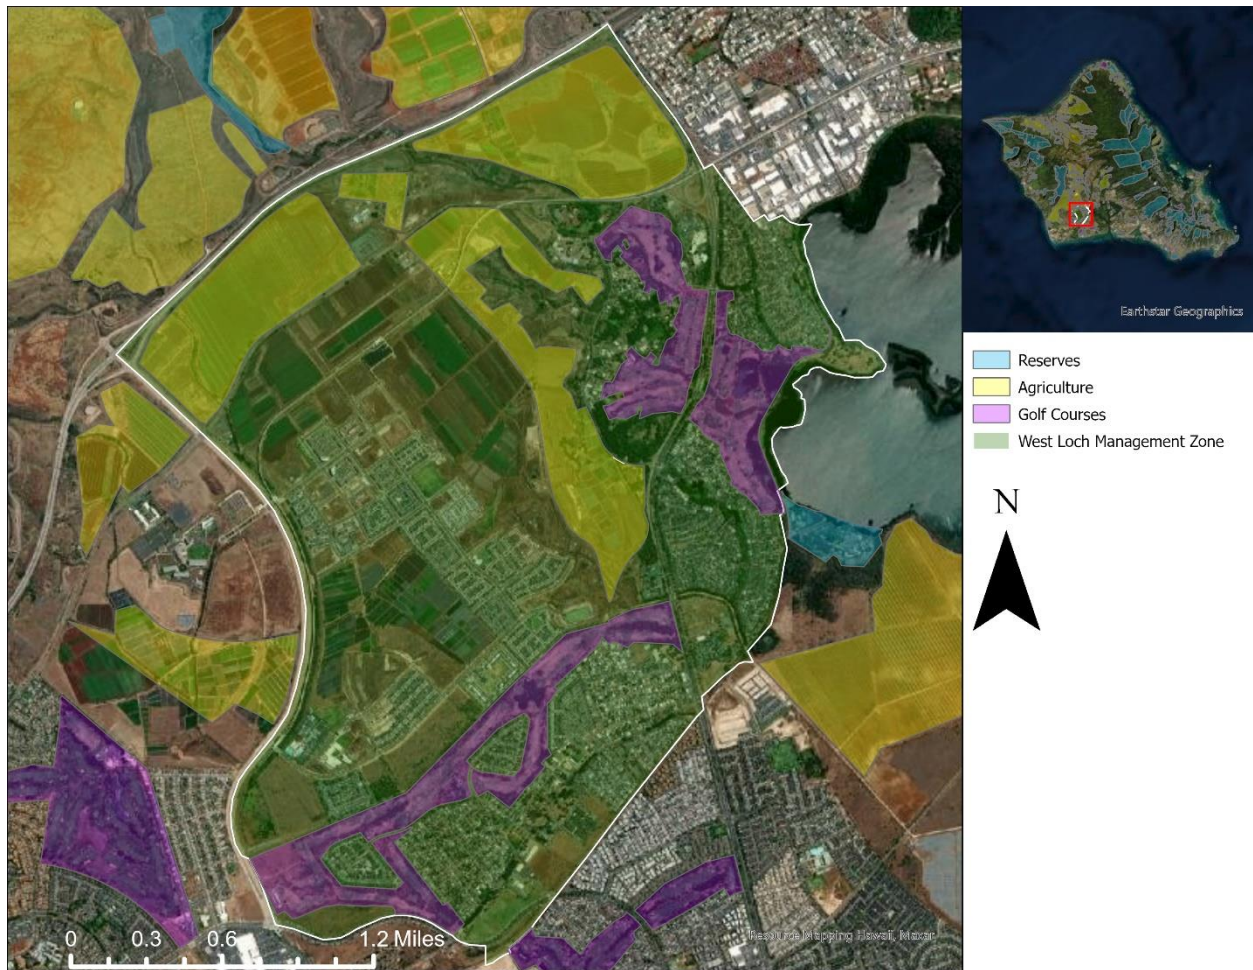 Earthstar Geographics
Reserves
Agriculture
Golf Courses
West Loch Management Zone
N
0 0.3 0.6 1.2 Miles
Resource Mapping Hawaii, Maxar